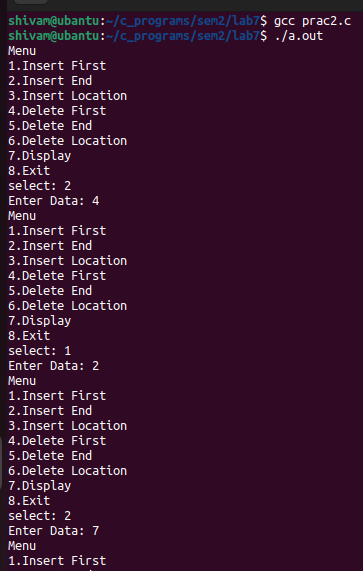 shivam@ubantu:~/c_programs/sem2/lab7$ gcc prac2.c
shivam@ubantu:~/c_programs/sem2/lab7$ ./a.out
Menu
1.Insert First
2.Insert End
3.Insert Location
4.Delete First
5.Delete End
6.Delete Location
7.Display
8.Exit
select: 2
Enter Data: 4
Menu
1.Insert First
2.Insert End
3.Insert Location
4.Delete First
5.Delete End
6.Delete Location
7.Display
8.Exit
select: 1
Enter Data: 2
Menu
1.Insert First
2.Insert End
3.Insert Location
4.Delete First
5.Delete End
6.Delete Location
7.Display
8.Exit
select: 2
Enter Data: 7
Menu
1.Insert First